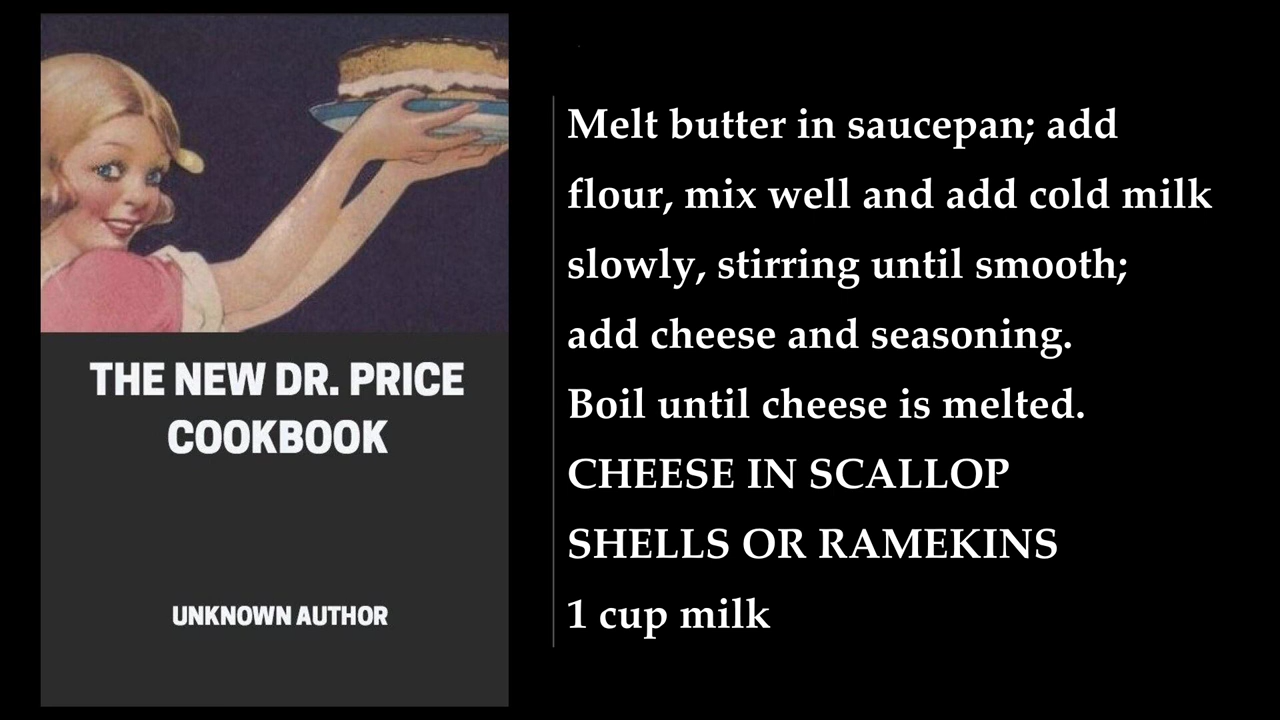 THE NEW DR. PRICE
COOKBOOK
UNKNOWN AUTHOR
Melt butter in saucepan; add
flour, mix well and add cold milk
slowly, stirring until smooth;
add cheese and seasoning.
Boil until cheese is melted.
CHEESE IN SCALLOP
SHELLS OR RAMEKINS
1 cup milk